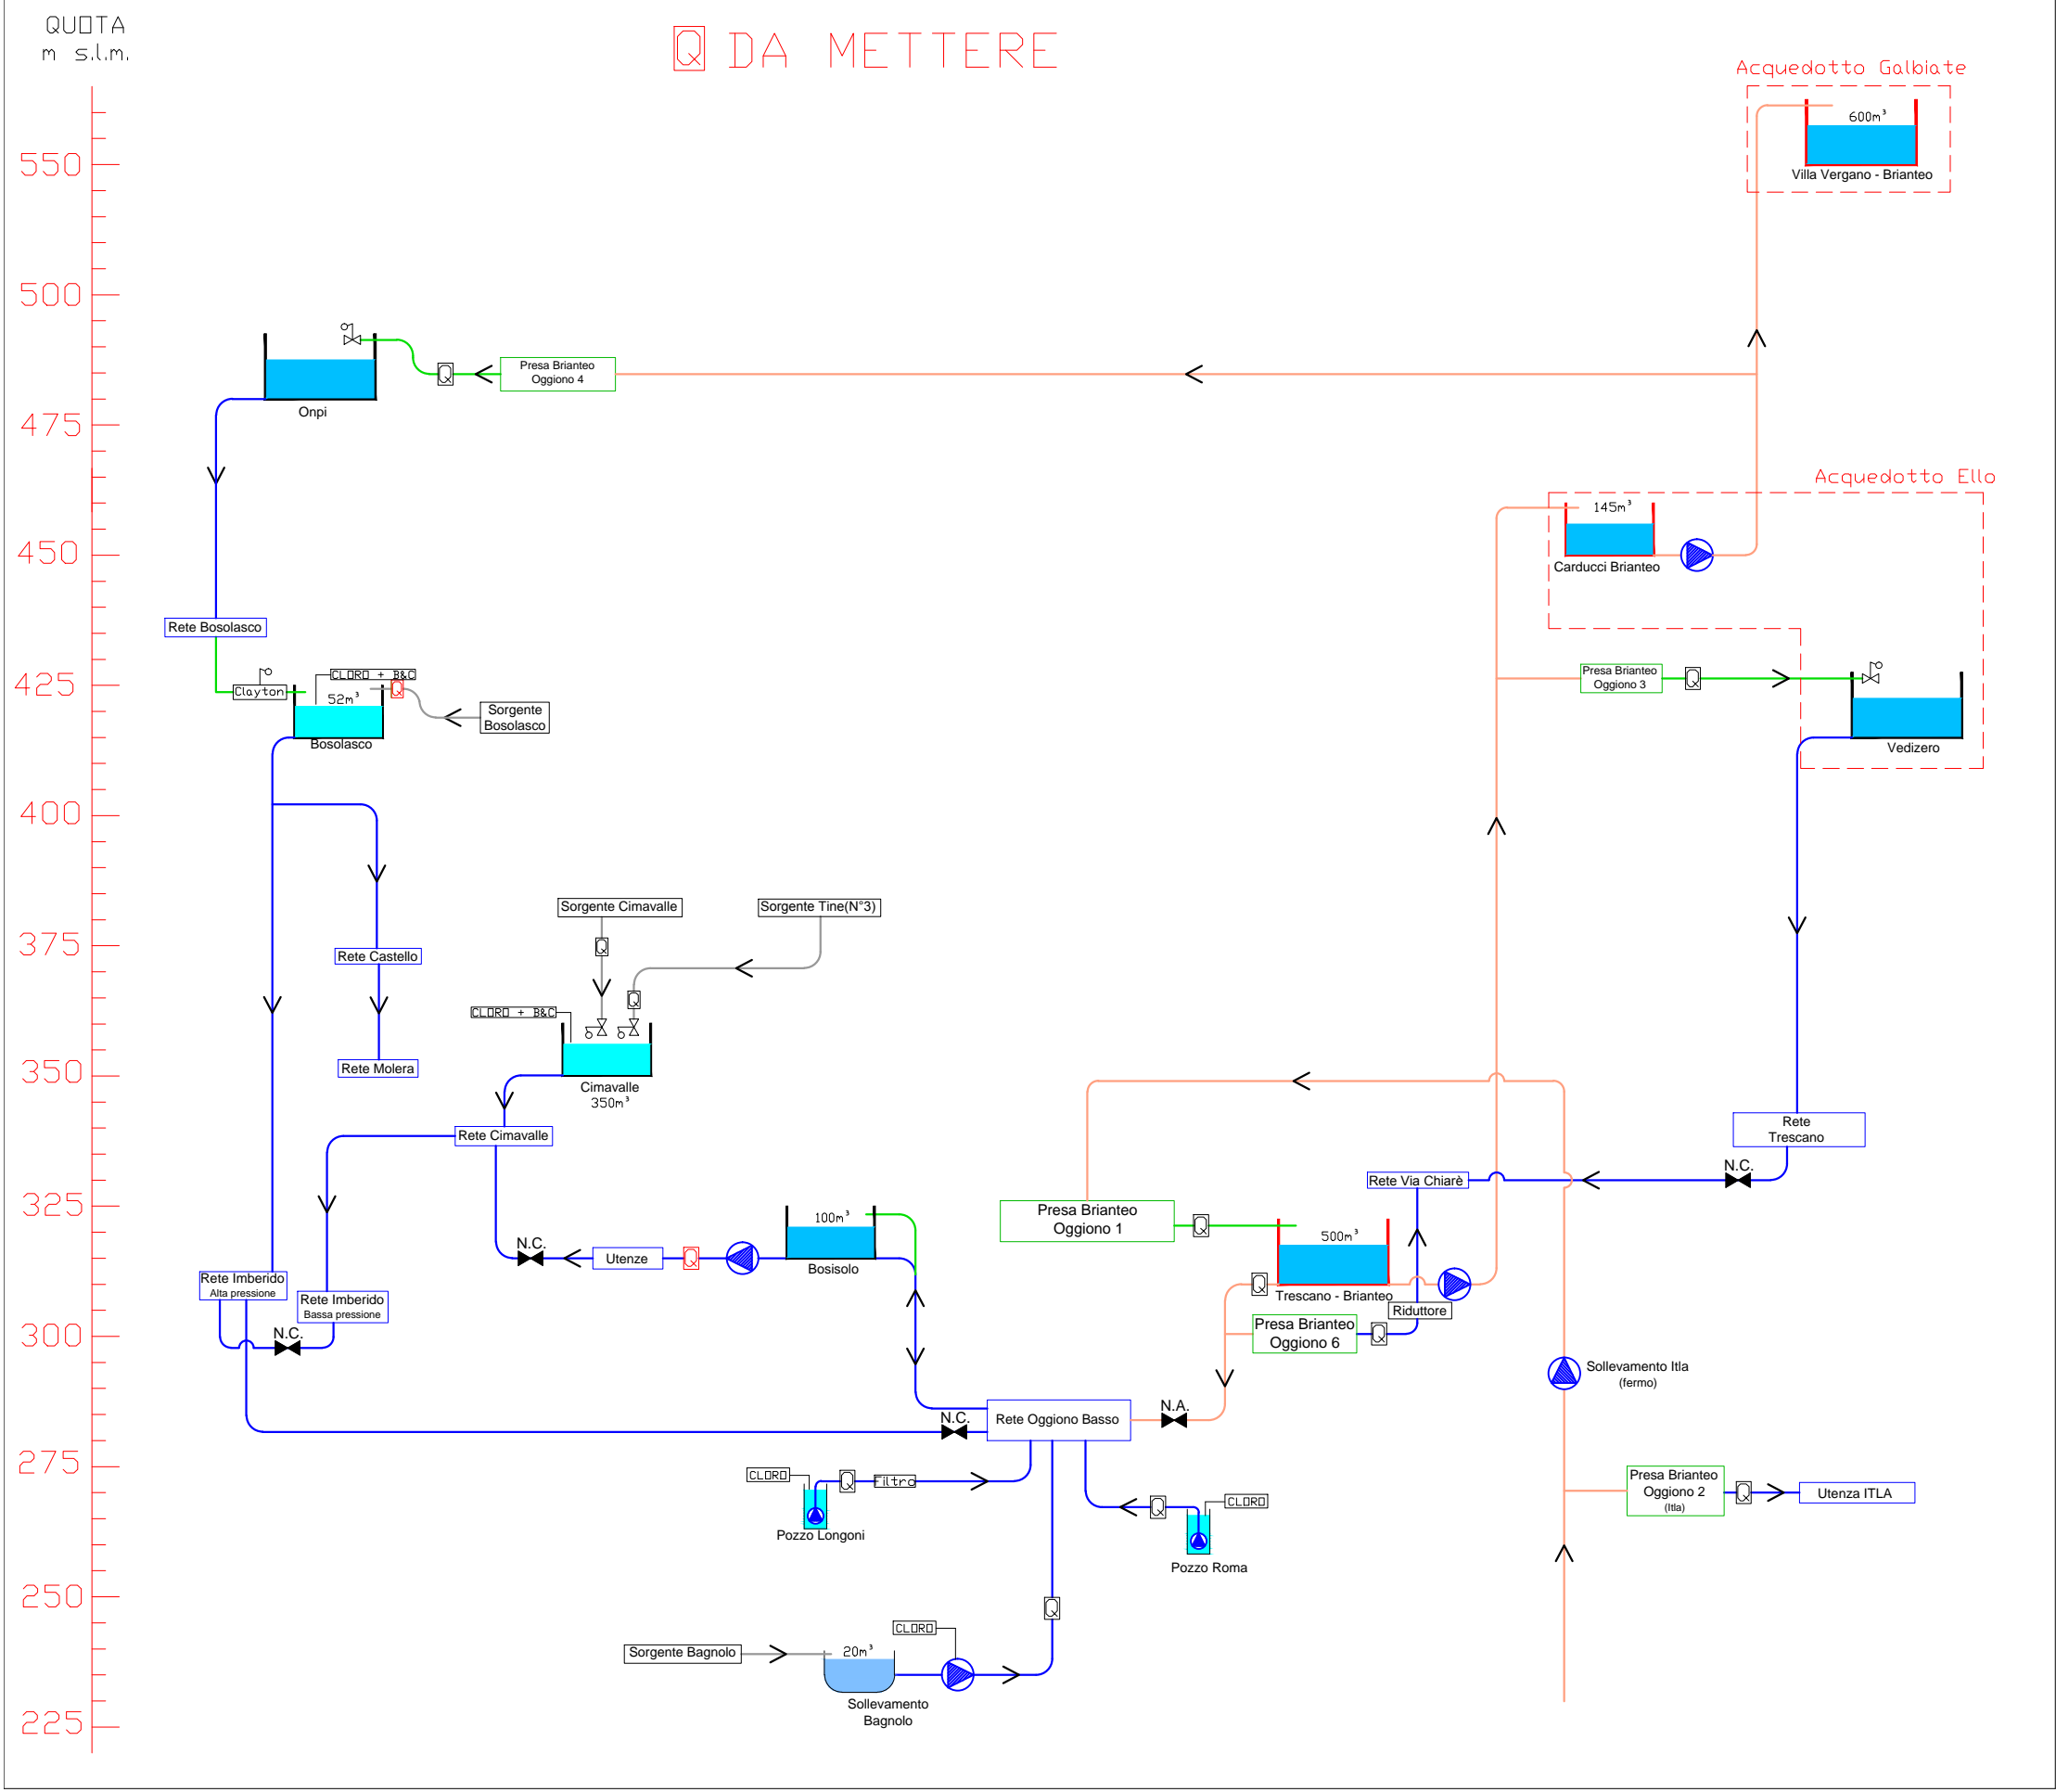 QUOTA
m s.l.m.
Q DA METTERE
Acquedotto Galbiate
600m³
Villa Vergano - Brianteo
550
500
Presa Brianteo
Oggiono 4
Q
Onpi
475
Acquedotto Ello
145m³
Carducci Brianteo
450
Rete Bosolasco
425
Clayton
CLORO + B&C
52m³
Q
Sorgente
Bosolasco
Bosolasco
Presa Brianteo
Oggiono 3
Q
Vedizero
400
Sorgente Cimavalle
Sorgente Tine(N°3)
375
Q
Rete Castello
Q
CLORO + B&C
350
Rete Molera
Cimavalle
350m³
Rete Cimavalle
Rete
Trescano
N.C.
Rete Via Chiarè
325
Presa Brianteo
Oggiono 1
Q
100m³
500m³
N.C.
Utenze
Q
Bosisolo
Rete Imberido
Alta pressione
Q
Trescano - Brianteo
Rete Imberido
Bassa pressione
Riduttore
300
N.C.
Presa Brianteo
Oggiono 6
Q
Sollevamento Itla
(fermo)
N.C.
Rete Oggiono Basso
N.A.
275
CLORO
Q
Filtro
Presa Brianteo
Oggiono 2
(Itla)
Q
Utenza ITLA
Q
CLORO
Pozzo Longoni
Pozzo Roma
250
Q
CLORO
Sorgente Bagnolo
20m³
Sollevamento
Bagnolo
225